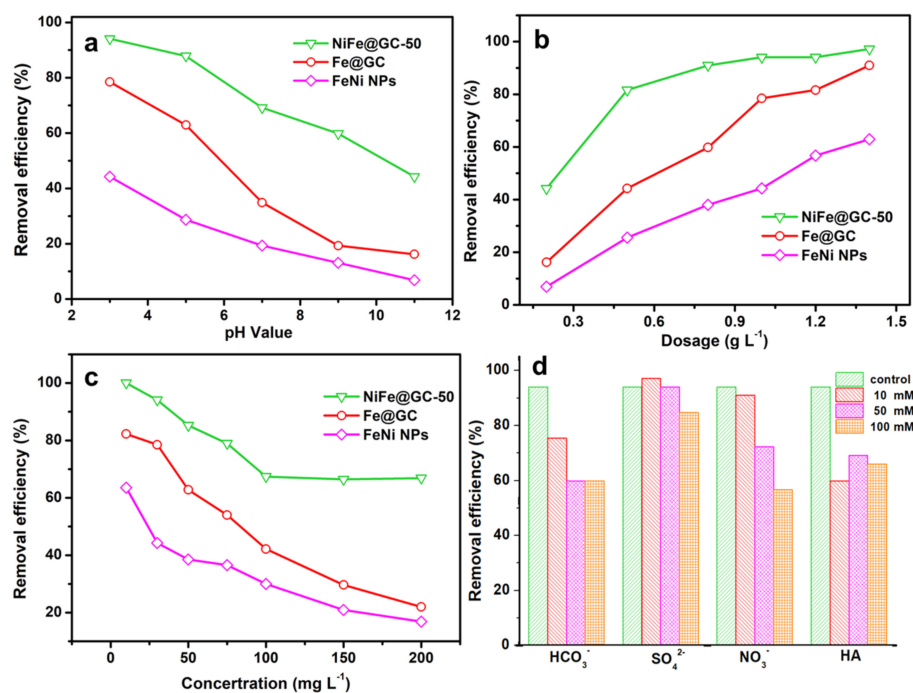 a
NiFe@GC-50
Fe@GC
FeNi NPs
Removal efficiency (%)
100
80
60
40
20
0
2 4 6 8 10 12
pH Value
b
NiFe@GC-50
Fe@GC
FeNi NPs
Removal efficiency (%)
100
80
60
40
20
0
0.3 0.6 0.9 1.2 1.5
Dosage (g L⁻¹)
c
NiFe@GC-50
Fe@GC
FeNi NPs
Removal efficiency (%)
100
80
60
40
20
0 50 100 150 200
Concertration (mg L⁻¹)
d
control
10 mM
50 mM
100 mM
Removal efficiency (%)
100
80
60
40
20
0
HCO₃⁻ SO₄²⁻ NO₃⁻ HA